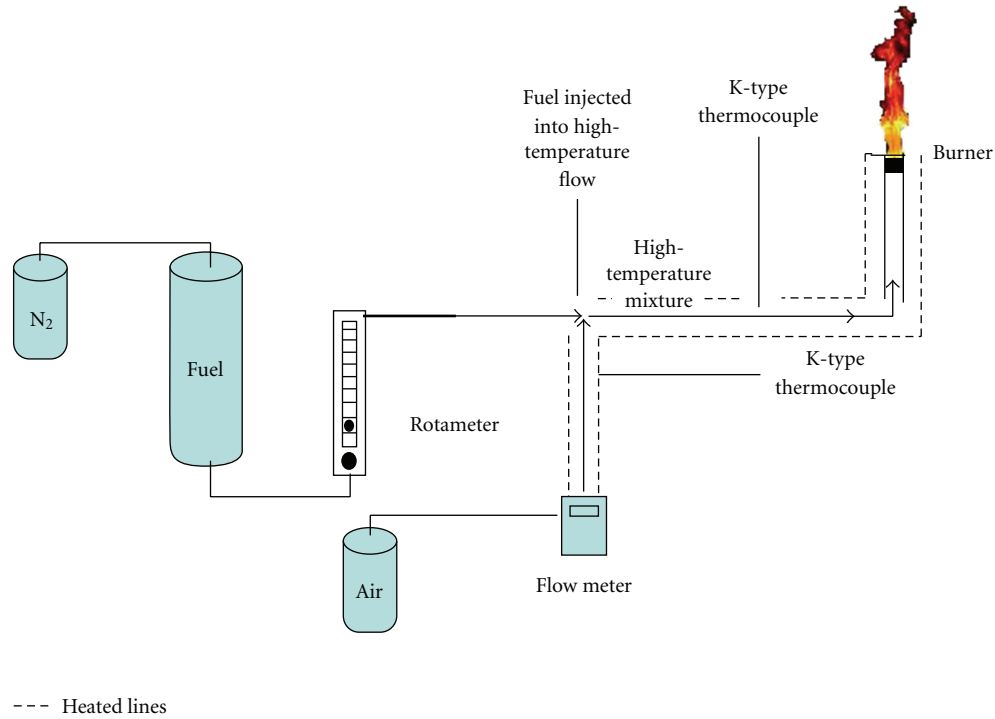 Fuel injected
into high-
temperature
flow
K-type
thermocouple
Burner
High-
temperature
mixture
N2
Fuel
K-type
thermocouple
Rotameter
Air
Flow meter
Heated lines